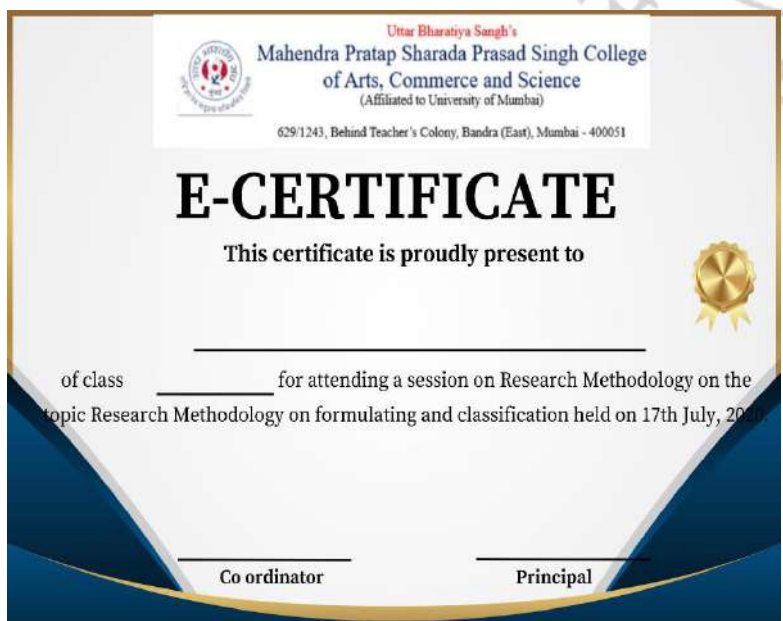 Uttar Bharatiya Sangh's
Mahendra Pratap Sharada Prasad Singh College
of Arts, Commerce and Science
(Affiliated to University of Mumbai)
629/1243, Behind Teacher's Colony, Bandra (East), Mumbai - 400051
E-CERTIFICATE
This certificate is proudly present to
of class for attending a session on Research Methodology on the
topic Research Methodology on formulating and classification held on 17th July, 2020.
Co ordinator Principal